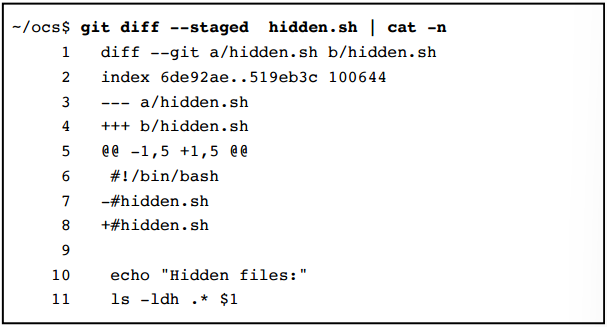 ~/ocs$ git diff --staged  hidden.sh | cat -n
     1	diff --git a/hidden.sh b/hidden.sh
     2	index 6de92ae..519eb3c 100644
     3	--- a/hidden.sh
     4	+++ b/hidden.sh
     5	@@ -1,5 +1,5 @@
     6	 #!/bin/bash
     7	-#hidden.sh
     8	+#hidden.sh
     9
    10	 echo "Hidden files:"
    11	 ls -ldh .* $1